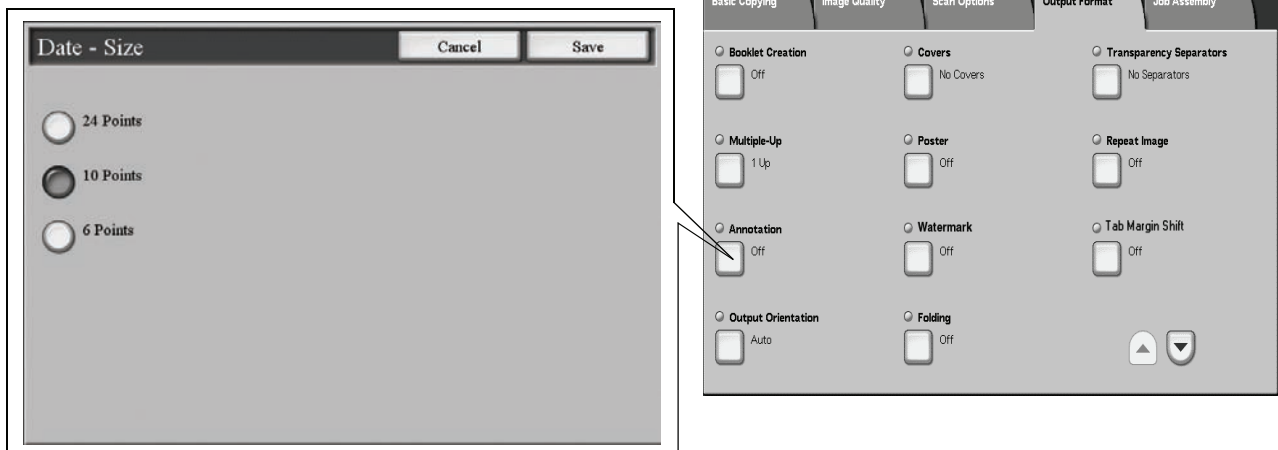 Date - Size
Cancel
Save
24 Points
10 Points
6 Points
Basic Copying
Image Quality
Scan Options
Output Format
Job Assembly
Booklet Creation
Off
Covers
No Covers
Transparency Separators
No Separators
Multiple-Up
1 Up
Poster
Off
Repeat Image
Off
Annotation
Off
Watermark
Off
Tab Margin Shift
Off
Output Orientation
Auto
Folding
Off